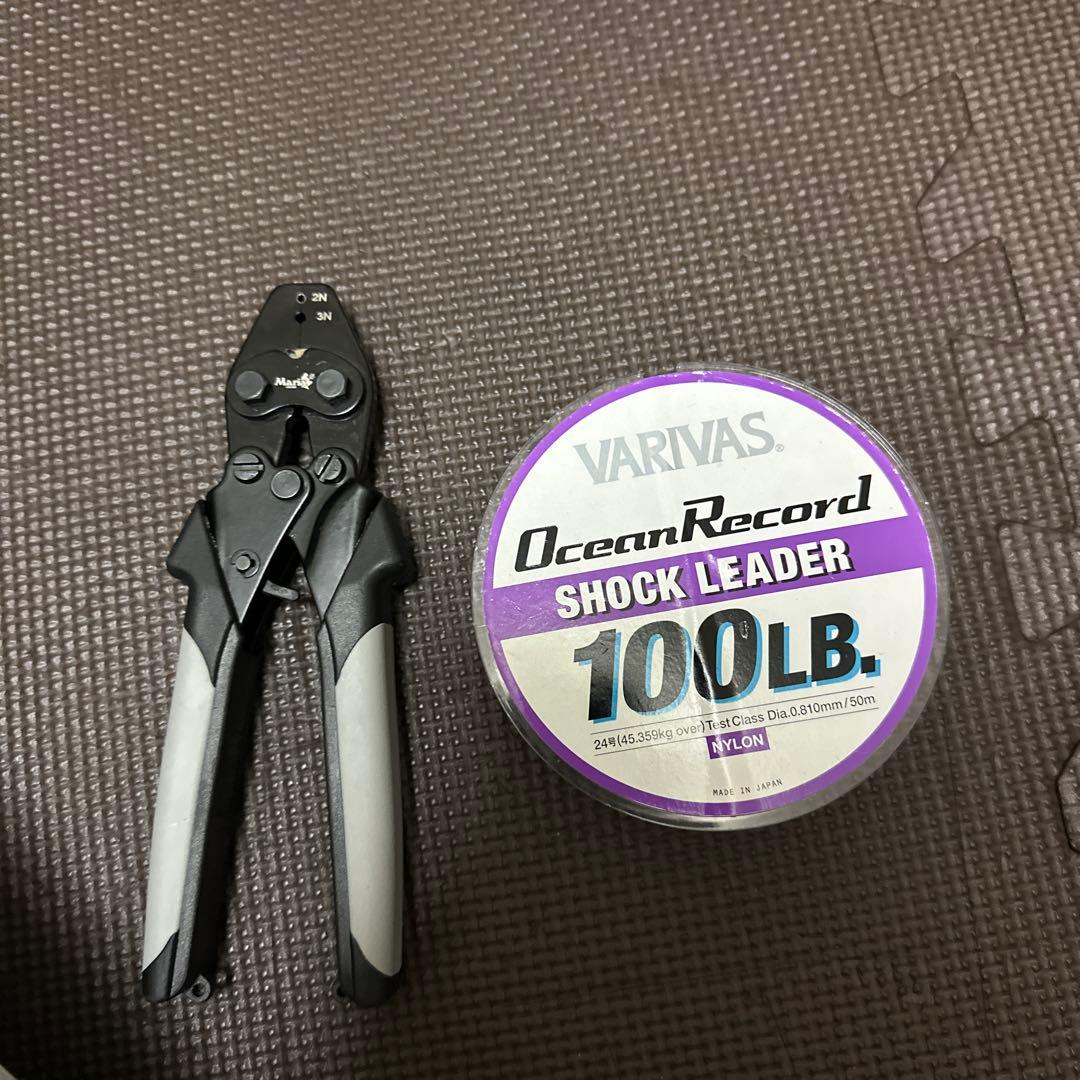 2N
3N
Maria
VARIVAS®
OceanRecord
SHOCK LEADER
100LB.
24号(45.359kg over)Test Class Dia.0.810mm/50m
NYLON
MADE IN JAPAN